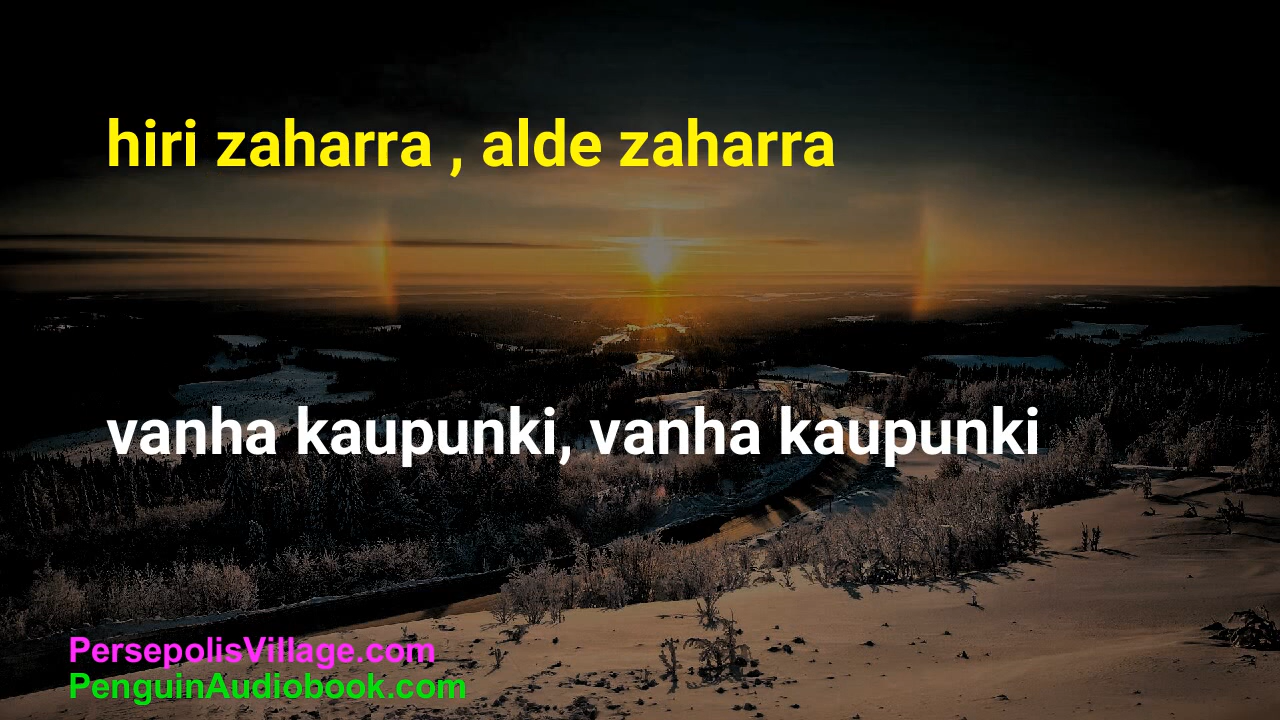 hiri zaharra , alde zaharra
vanha kaupunki, vanha kaupunki
PersepolisVillage.com
PenguinAudiobook.com